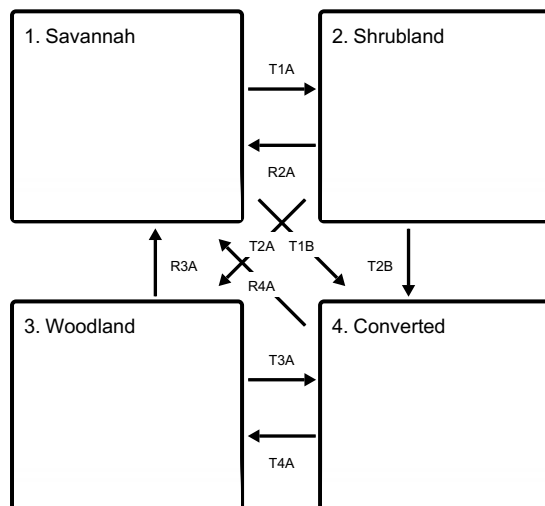 1. Savannah
2. Shrubland
T1A
R2A
T2A
T1B
R3A
R4A
T2B
3. Woodland
4. Converted
T3A
T4A